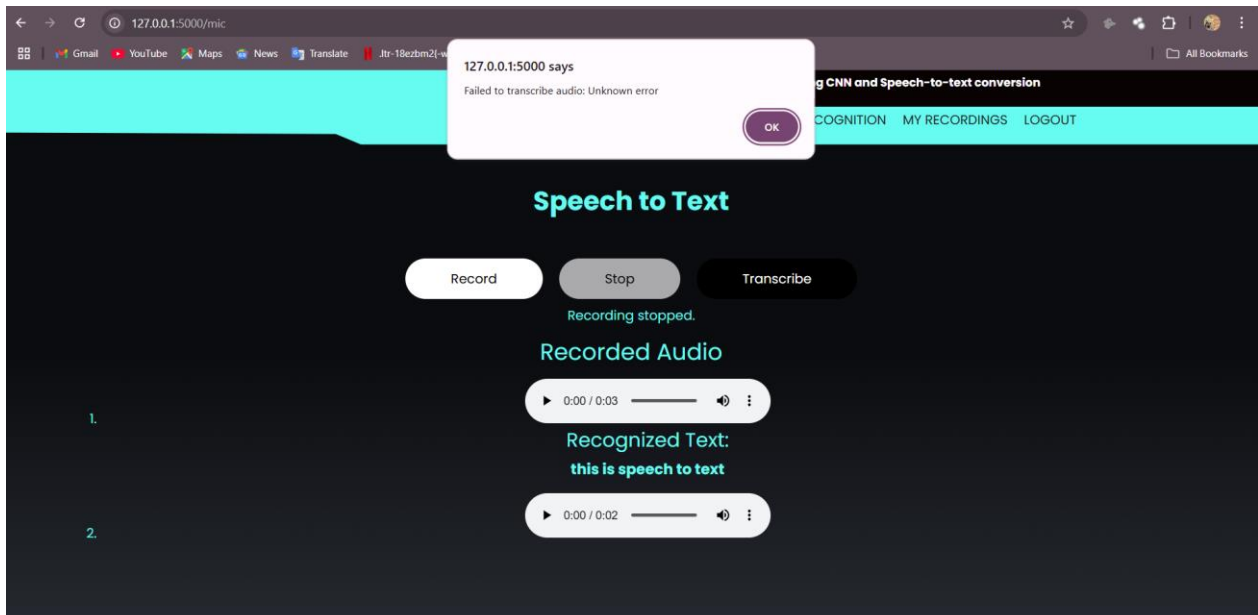 127.0.0.1:5000/mic
Gmail YouTube Maps News Translate Jtr-18ezbm2{-w All Bookmarks
127.0.0.1:5000 says
Failed to transcribe audio: Unknown error
OK
g CNN and Speech-to-text conversion
COGNITION MY RECORDINGS LOGOUT
Speech to Text
Record Stop Transcribe
Recording stopped.
Recorded Audio
1. 0:00 / 0:03
Recognized Text:
this is speech to text
2. 0:00 / 0:02